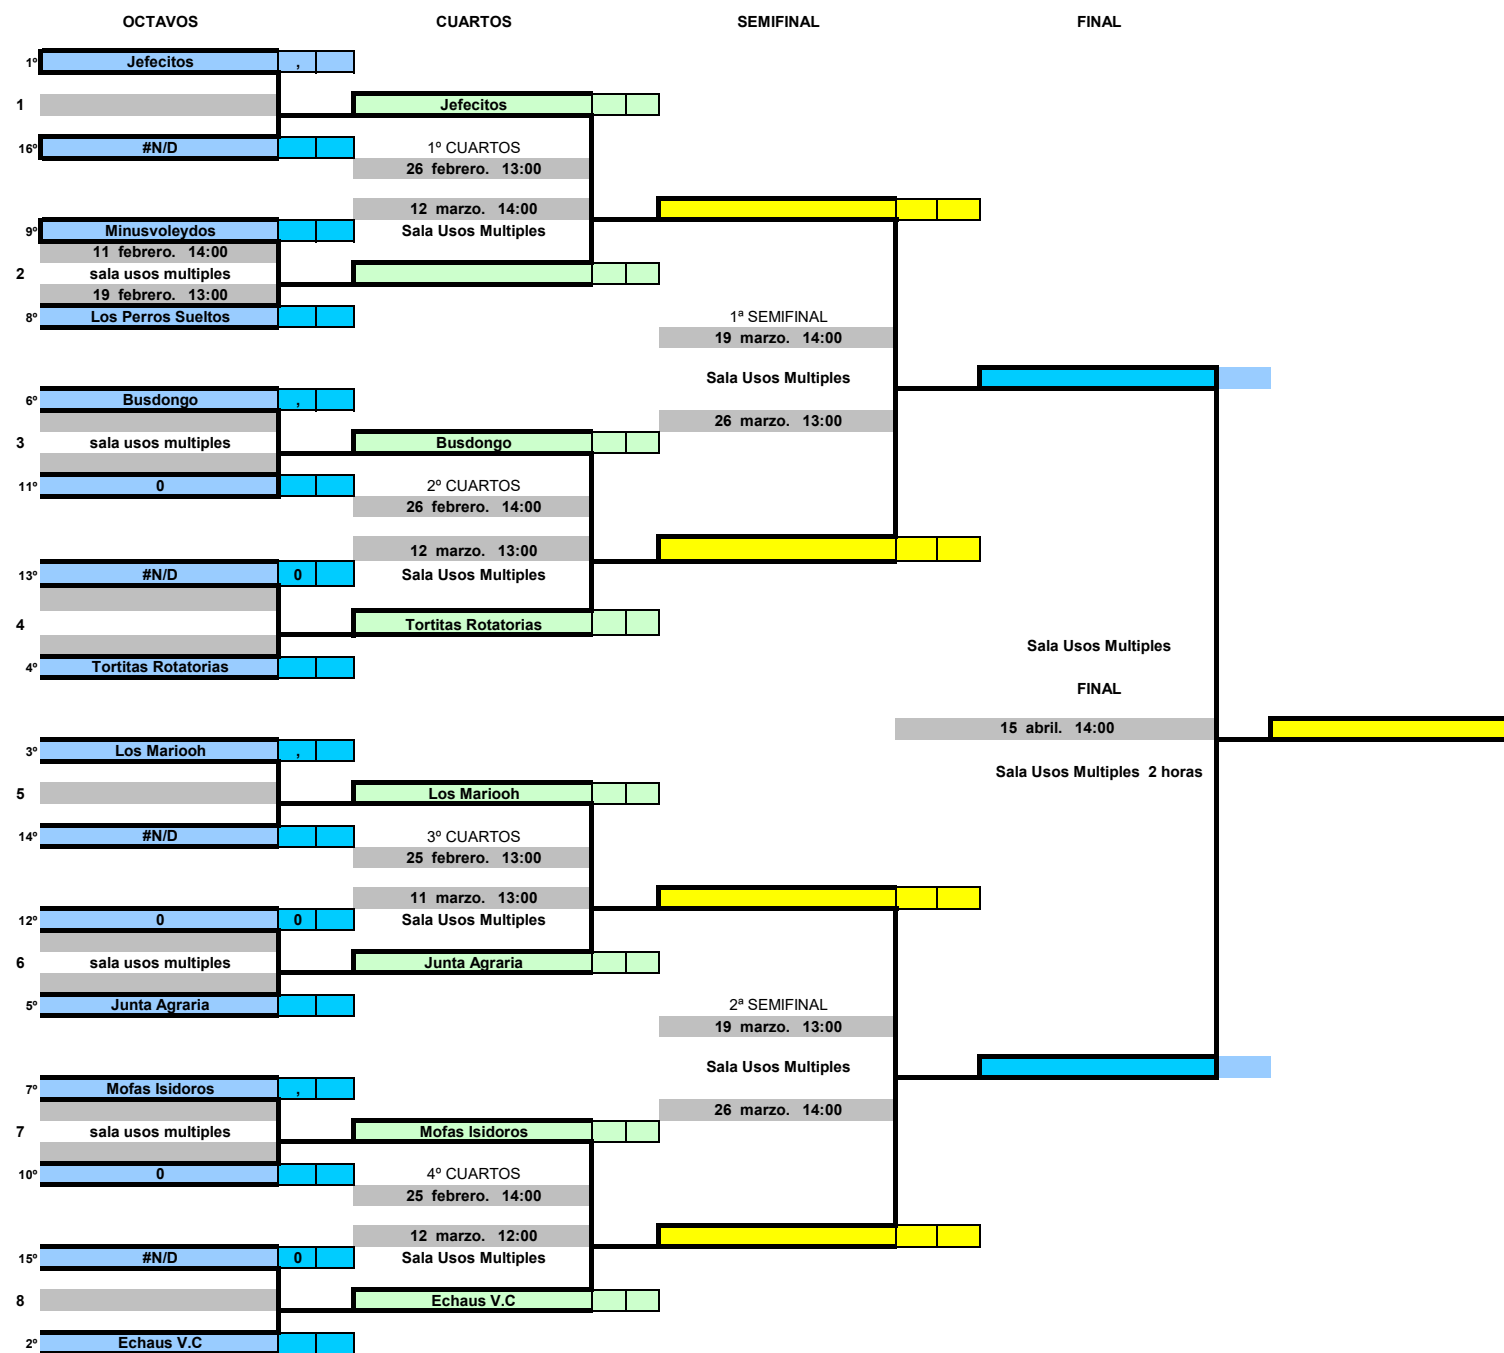 OCTAVOS CUARTOS SEMIFINAL FINAL
1º Jefecitos ,
1 Jefecitos
16º #N/D 1º CUARTOS
26 febrero. 13:00
12 marzo. 14:00
9º Minusvoleydos Sala Usos Multiples
11 febrero. 14:00
2 sala usos multiples
19 febrero. 13:00
8º Los Perros Sueltos 1ª SEMIFINAL
19 marzo. 14:00
Sala Usos Multiples
6º Busdongo ,
26 marzo. 13:00
3 sala usos multiples Busdongo
11º 0 2º CUARTOS
26 febrero. 14:00
12 marzo. 13:00
13º #N/D 0 Sala Usos Multiples
4 Tortitas Rotatorias
Sala Usos Multiples
4º Tortitas Rotatorias
FINAL
15 abril. 14:00
3º Los Mariooh ,
Sala Usos Multiples 2 horas
5 Los Mariooh
14º #N/D 3º CUARTOS
25 febrero. 13:00
11 marzo. 13:00
12º 0 0 Sala Usos Multiples
6 sala usos multiples Junta Agraria
5º Junta Agraria 2ª SEMIFINAL
19 marzo. 13:00
Sala Usos Multiples
7º Mofas Isidoros ,
26 marzo. 14:00
7 sala usos multiples Mofas Isidoros
10º 0 4º CUARTOS
25 febrero. 14:00
12 marzo. 12:00
15º #N/D 0 Sala Usos Multiples
8 Echaus V.C
2º Echaus V.C